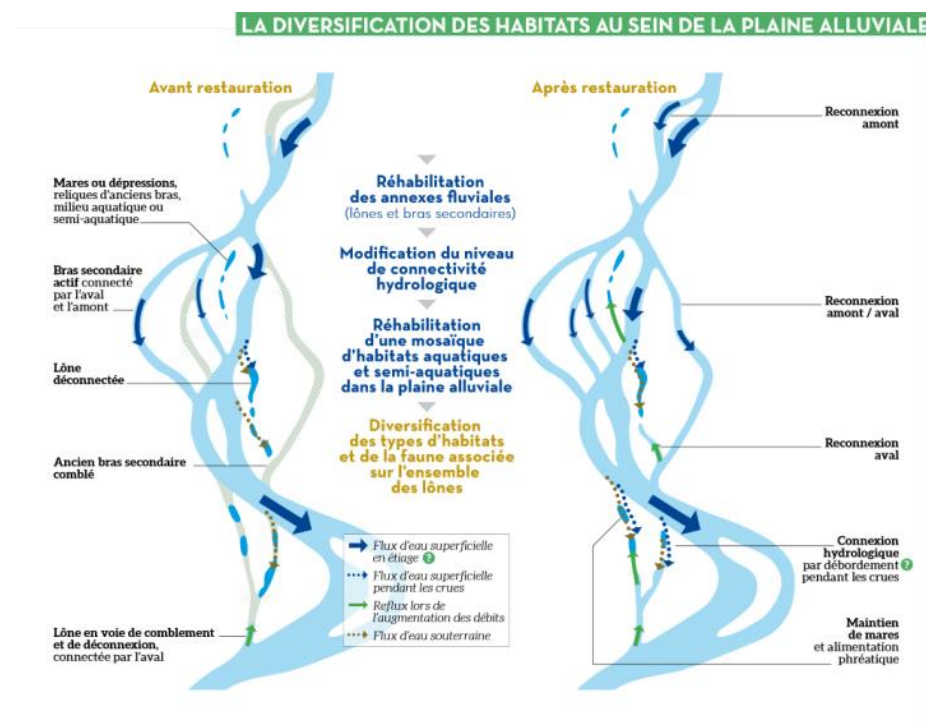 LA DIVERSIFICATION DES HABITATS AU SEIN DE LA PLAINE ALLUVIALE
Avant restauration
Mares ou dépressions,
reliques d'anciens bras,
milieu aquatique ou
semi-aquatique
Bras secondaire
actif connecté
par l'aval
et l'amont
Lône
déconnectée
Ancien bras secondaire
comblé
Lône en voie de comblement
et de déconnexion,
connectée par l'aval
Réhabilitation
des annexes fluviales
(lônes et bras secondaires)
Modification du niveau
de connectivité
hydrologique
Réhabilitation
d'une mosaïque
d'habitats aquatiques
et semi-aquatiques
dans la plaine alluviale
Diversification
des types d'habitats
et de la faune associée
sur l'ensemble
des lônes
Flux d'eau superficielle
en étiage ?
Flux d'eau superficielle
pendant les crues
Reflux lors de
l'augmentation des débits
Flux d'eau souterraine
Après restauration
Reconnexion
amont
Reconnexion
amont / aval
Reconnexion
aval
Connexion
hydrologique
par débordement ?
pendant les crues
Maintien
de mares
et alimentation
phréatique